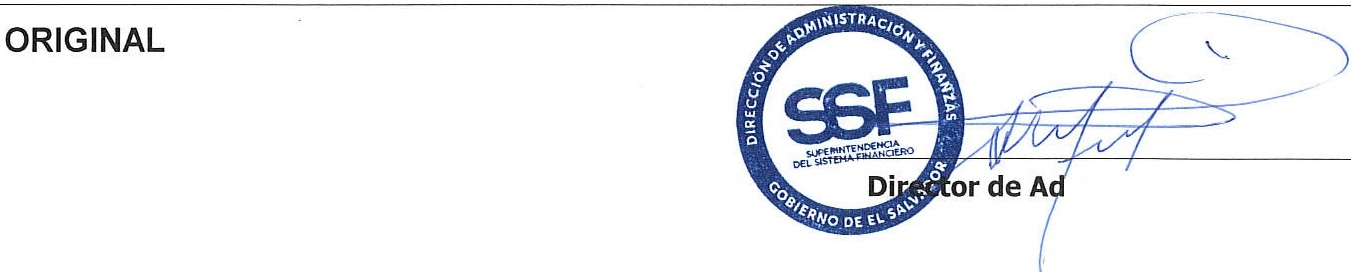 ORIGINAL
DIRECCIÓN DE ADMINISTRACIÓN Y FINANZAS
SSF
SUPERINTENDENCIA
DEL SISTEMA FINANCIERO
GOBIERNO DE EL SALVADOR
Director de Ad